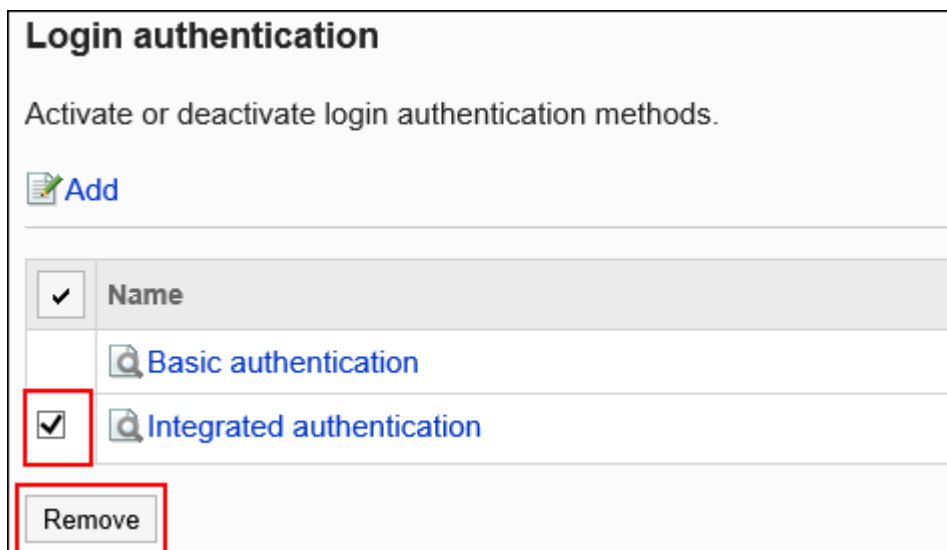 Login authentication
Activate or deactivate login authentication methods.
Add
Name
Basic authentication
Integrated authentication
Remove